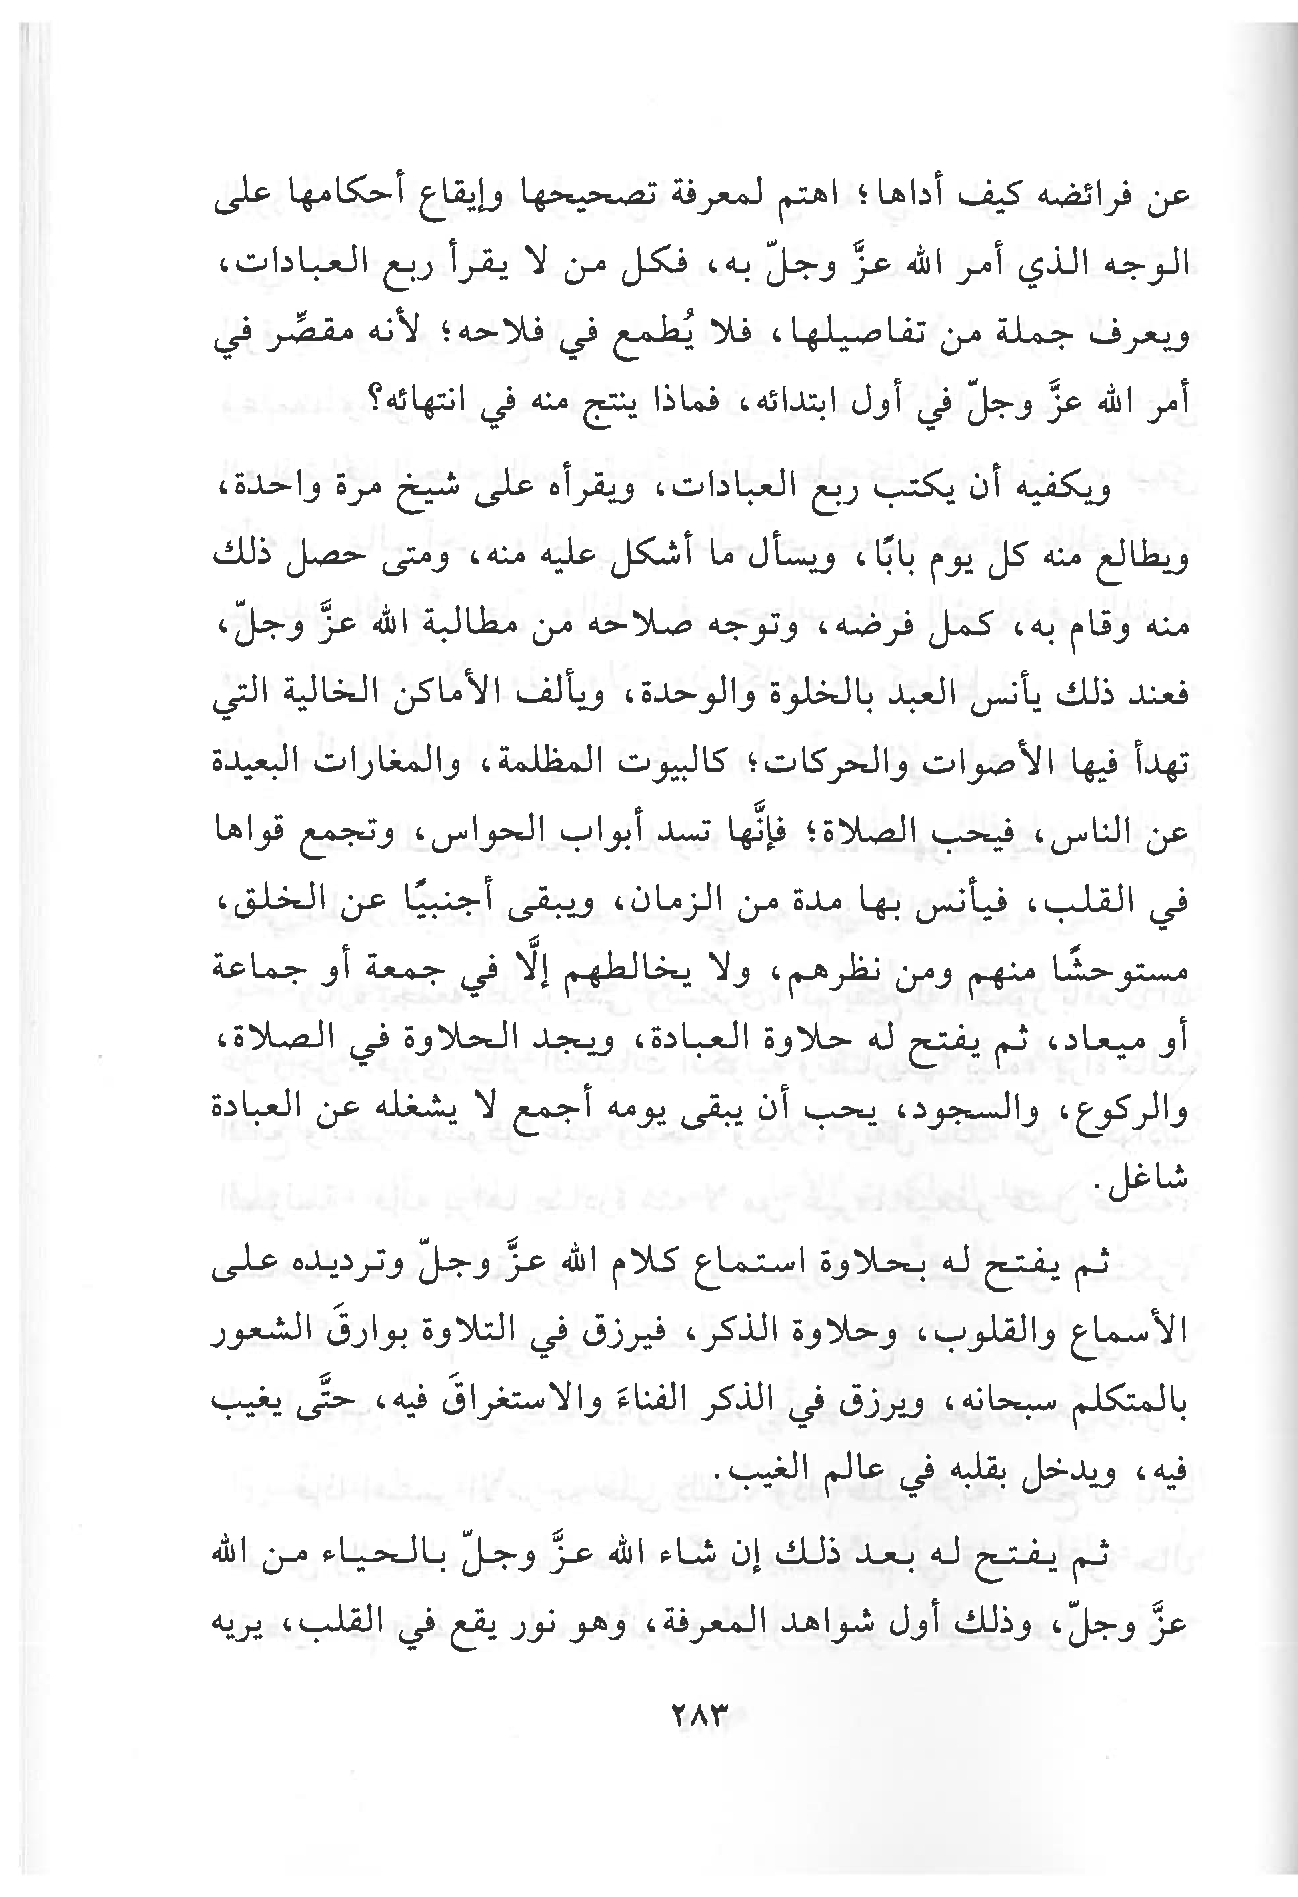 عن فرائضه كيف أداها؛ اهتم لمعرفة تصحيحها وإيقاع أحكامها على
الوجه الذي أمر الله عزَّ وجلّ به، فكل من لا يقرأ ربع العبادات،
ويعرف جملة من تفاصيلها، فلا يُطمع في فلاحه؛ لأنه مقصِّر في
أمر الله عزَّ وجلّ في أول ابتدائه، فماذا ينتج منه في انتهائه؟
ويكفيه أن يكتب ربع العبادات، ويقرأه على شيخ مرة واحدة،
ويطالع منه كل يوم بابًا، ويسأل ما أشكل عليه منه، ومتى حصل ذلك
منه وقام به، كمل فرضه، وتوجه صلاحه من مطالبة الله عزَّ وجلّ،
فعند ذلك يأنس العبد بالخلوة والوحدة، ويألف الأماكن الخالية التي
تهدأ فيها الأصوات والحركات؛ كالبيوت المظلمة، والمغارات البعيدة
عن الناس، فيحب الصلاة؛ فإنَّها تسد أبواب الحواس، وتجمع قواها
في القلب، فيأنس بها مدة من الزمان، ويبقى أجنبيًا عن الخلق،
مستوحشًا منهم ومن نظرهم، ولا يخالطهم إلَّا في جمعة أو جماعة
أو ميعاد، ثم يفتح له حلاوة العبادة، ويجد الحلاوة في الصلاة،
والركوع، والسجود، يحب أن يبقى يومه أجمع لا يشغله عن العبادة
شاغل.
ثم يفتح له بحلاوة استماع كلام الله عزَّ وجلّ وترديده على
الأسماع والقلوب، وحلاوة الذكر، فيرزق في التلاوة بوارقَ الشعور
بالمتكلم سبحانه، ويرزق في الذكر الفناءَ والاستغراقَ فيه، حتَّى يغيب
فيه، ويدخل بقلبه في عالم الغيب.
ثم يفتح له بعد ذلك إن شاء الله عزَّ وجلّ بالحياء من الله
عزَّ وجلّ، وذلك أول شواهد المعرفة، وهو نور يقع في القلب، يريه
٢٨٣